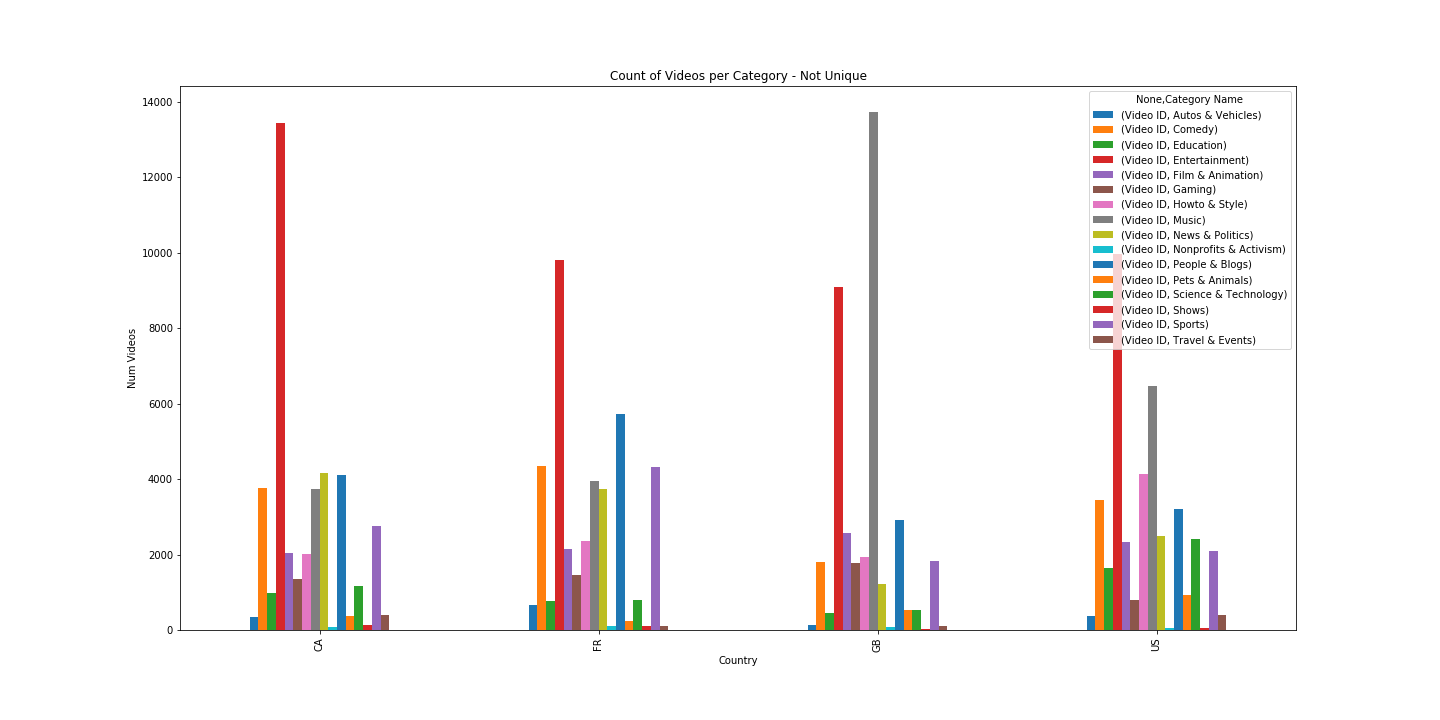 Count of Videos per Category - Not Unique
None,Category Name
(Video ID, Autos & Vehicles)
(Video ID, Comedy)
(Video ID, Education)
(Video ID, Entertainment)
(Video ID, Film & Animation)
(Video ID, Gaming)
(Video ID, Howto & Style)
(Video ID, Music)
(Video ID, News & Politics)
(Video ID, Nonprofits & Activism)
(Video ID, People & Blogs)
(Video ID, Pets & Animals)
(Video ID, Science & Technology)
(Video ID, Shows)
(Video ID, Sports)
(Video ID, Travel & Events)
Num Videos
14000
12000
10000
8000
6000
4000
2000
0
CA
FR
GB
US
Country